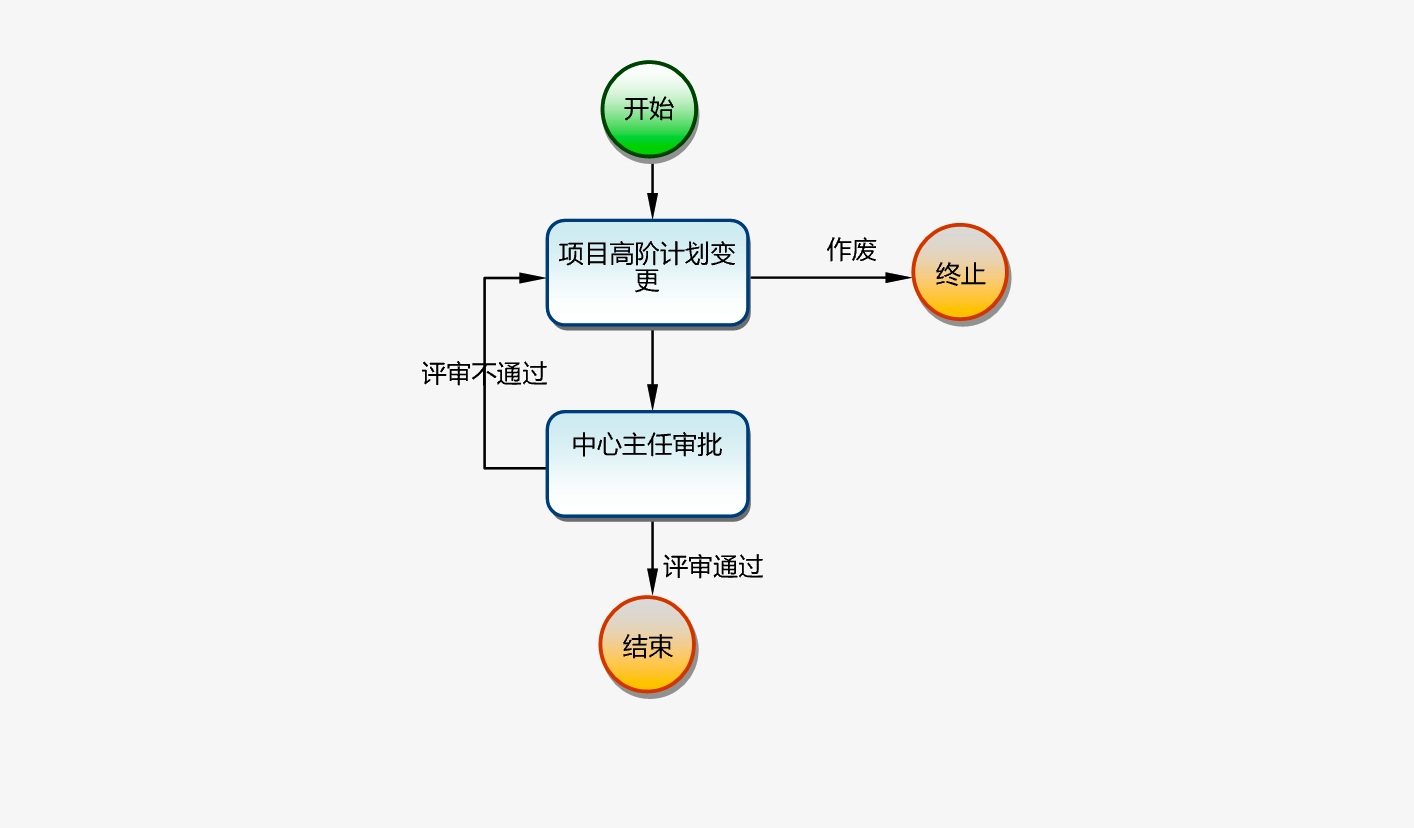 开始
项目高阶计划变
更
作废
终止
评审不通过
中心主任审批
评审通过
结束